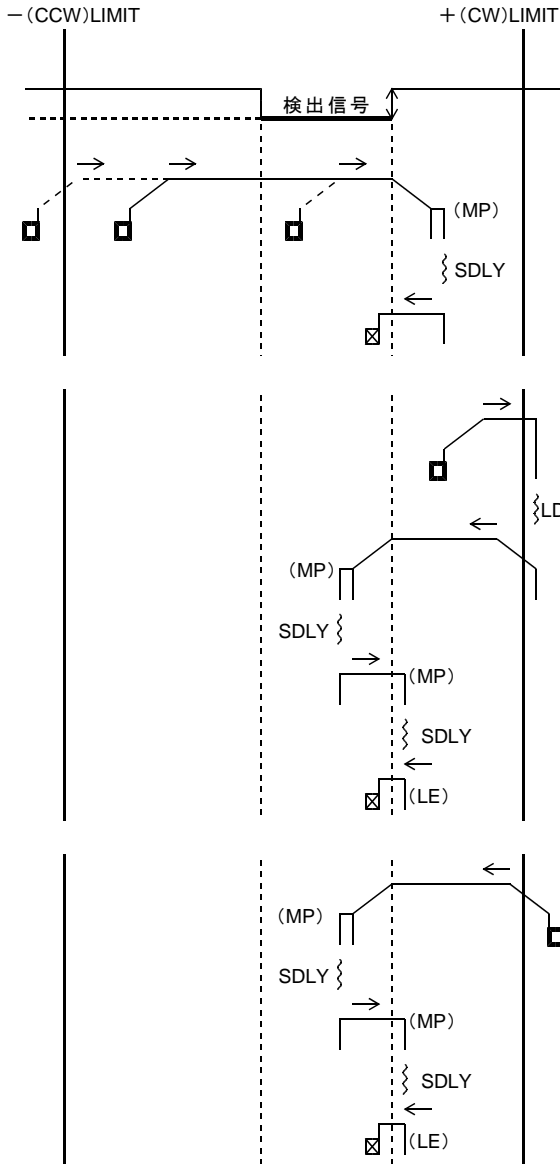 －(CCW)LIMIT
＋(CW)LIMIT
検出信号
(MP)
SDLY
LD
(MP)
SDLY
(MP)
SDLY
(LE)
(MP)
SDLY
(MP)
SDLY
(LE)